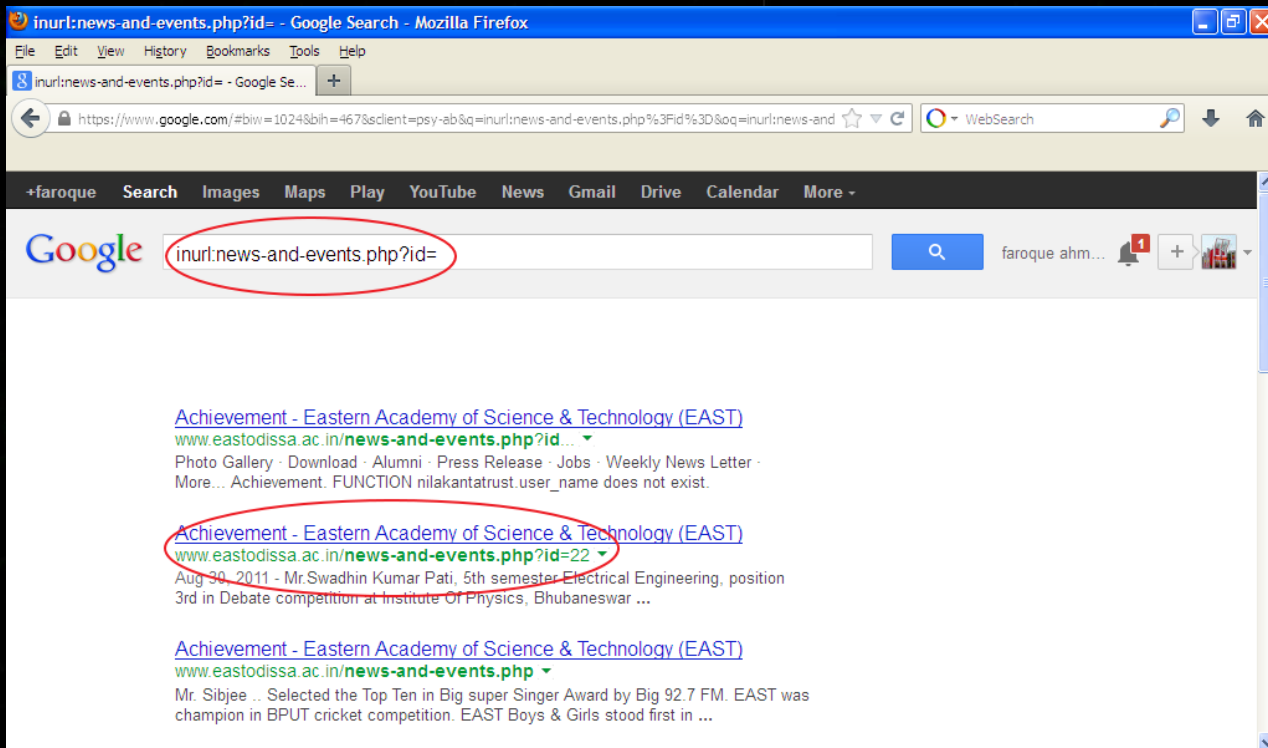 inurl:news-and-events.php?id= - Google Search - Mozilla Firefox
File Edit View History Bookmarks Tools Help
8 inurl:news-and-events.php?id= - Google Se... +
https://www.google.com/#biw=1024&bih=467&sclient=psy-ab&q=inurl:news-and-events.php%3Fid%3D&oq=inurl:news-and WebSearch
+faroque Search Images Maps Play YouTube News Gmail Drive Calendar More
Google inurl:news-and-events.php?id= faroque ahm... 1 +
Achievement - Eastern Academy of Science & Technology (EAST)
www.eastodissa.ac.in/news-and-events.php?id...
Photo Gallery · Download · Alumni · Press Release · Jobs · Weekly News Letter ·
More... Achievement. FUNCTION nilakantatrust.user_name does not exist.
Achievement - Eastern Academy of Science & Technology (EAST)
www.eastodissa.ac.in/news-and-events.php?id=22
Aug 30, 2011 - Mr.Swadhin Kumar Pati, 5th semester Electrical Engineering, position
3rd in Debate competition at Institute Of Physics, Bhubaneswar ...
Achievement - Eastern Academy of Science & Technology (EAST)
www.eastodissa.ac.in/news-and-events.php
Mr. Sibjee .. Selected the Top Ten in Big super Singer Award by Big 92.7 FM. EAST was
champion in BPUT cricket competition. EAST Boys & Girls stood first in ...